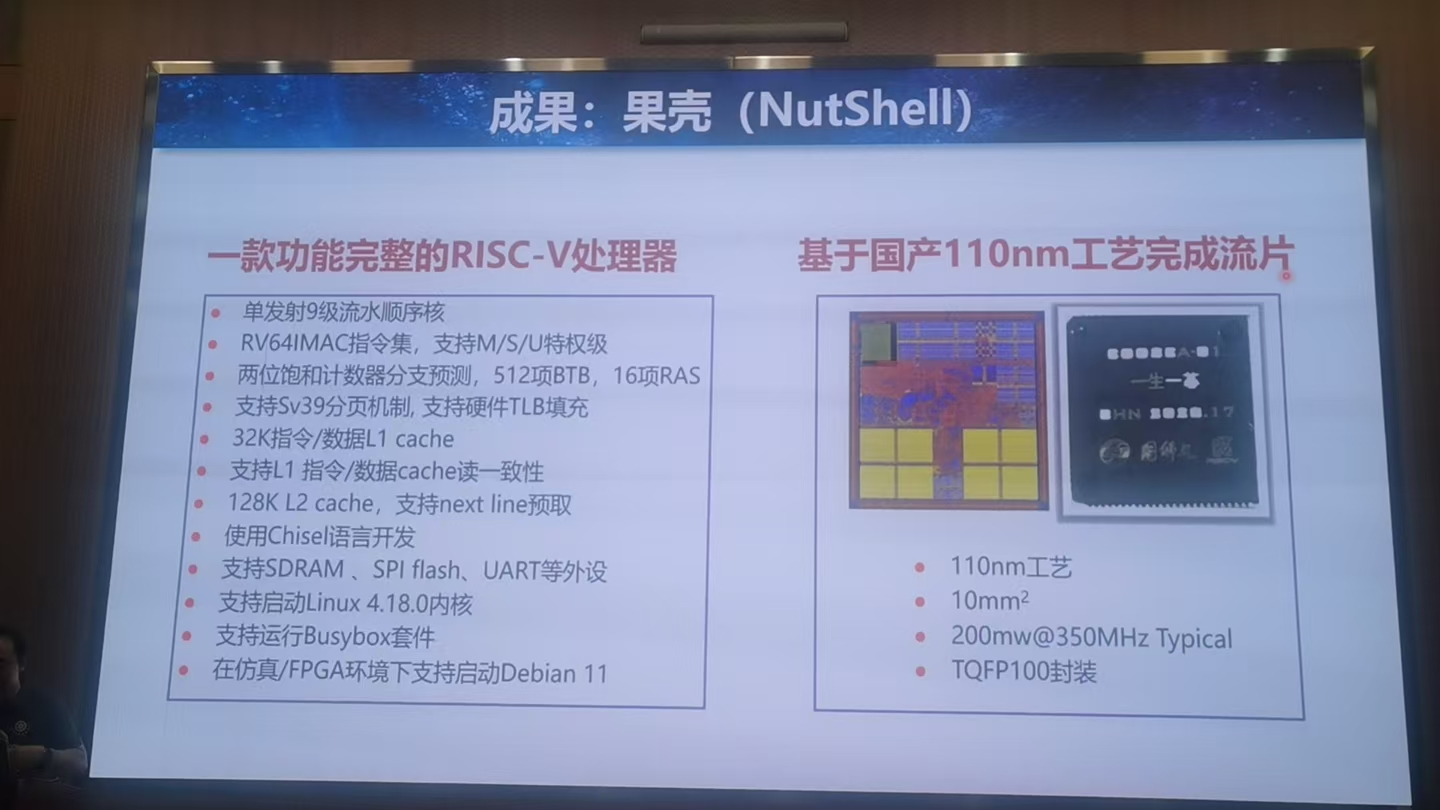 成果：果壳（NutShell）
一款功能完整的RISC-V处理器
单发射9级流水顺序核
RV64IMAC指令集，支持M/S/U特权级
两位饱和计数器分支预测，512项BTB，16项RAS
支持Sv39分页机制, 支持硬件TLB填充
32K指令/数据L1 cache
支持L1 指令/数据cache读一致性
128K L2 cache，支持next line预取
使用Chisel语言开发
支持SDRAM 、SPI flash、UART等外设
支持启动Linux 4.18.0内核
支持运行Busybox套件
在仿真/FPGA环境下支持启动Debian 11
基于国产110nm工艺完成流片
一生一芯
110nm工艺
10mm²
200mw@350MHz Typical
TQFP100封装